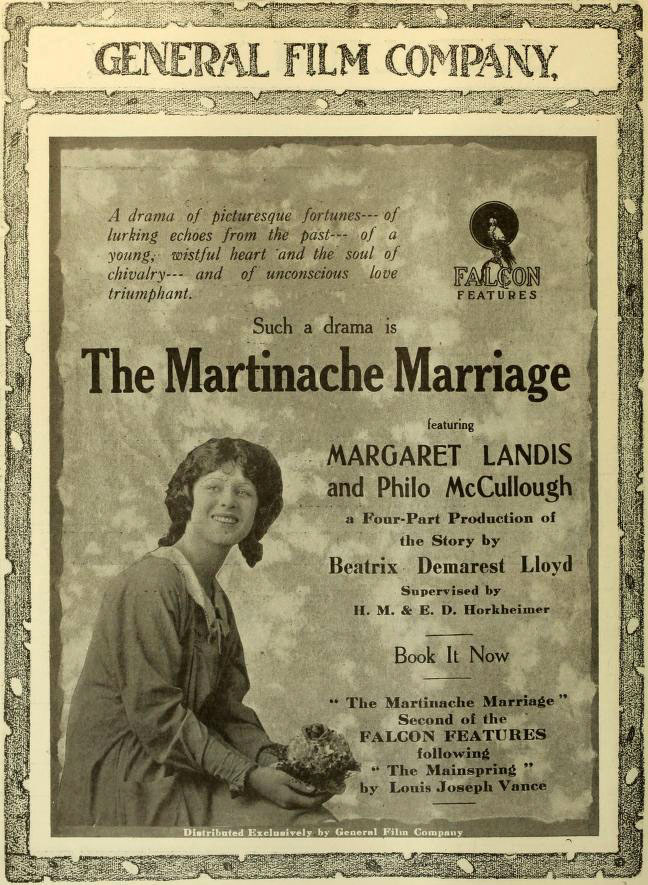 GENERAL FILM COMPANY,
A drama of picturesque fortunes--- of
lurking echoes from the past--- of a
young, wistful heart and the soul of
chivalry--- and of unconscious love
triumphant.
FALCON
FEATURES
Such a drama is
The Martinache Marriage
featuring
MARGARET LANDIS
and Philo McCullough
a Four-Part Production of
the Story by
Beatrix Demarest Lloyd
Supervised by
H. M. & E. D. Horkheimer
Book It Now
" The Martinache Marriage "
Second of the
FALCON FEATURES
following
" The Mainspring "
by Louis Joseph Vance
Distributed Exclusively by General Film Company